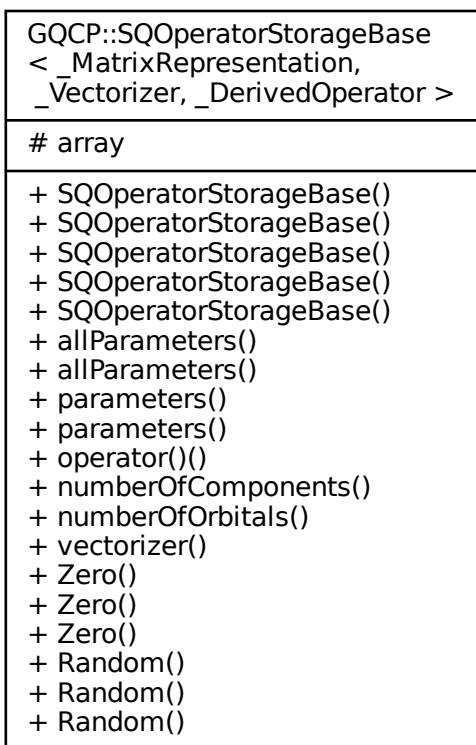 GQCP::SQOperatorStorageBase
< _MatrixRepresentation,
_Vectorizer, _DerivedOperator >
# array
+ SQOperatorStorageBase()
+ SQOperatorStorageBase()
+ SQOperatorStorageBase()
+ SQOperatorStorageBase()
+ SQOperatorStorageBase()
+ allParameters()
+ allParameters()
+ parameters()
+ parameters()
+ operator()()
+ numberOfComponents()
+ numberOfOrbitals()
+ vectorizer()
+ Zero()
+ Zero()
+ Zero()
+ Random()
+ Random()
+ Random()